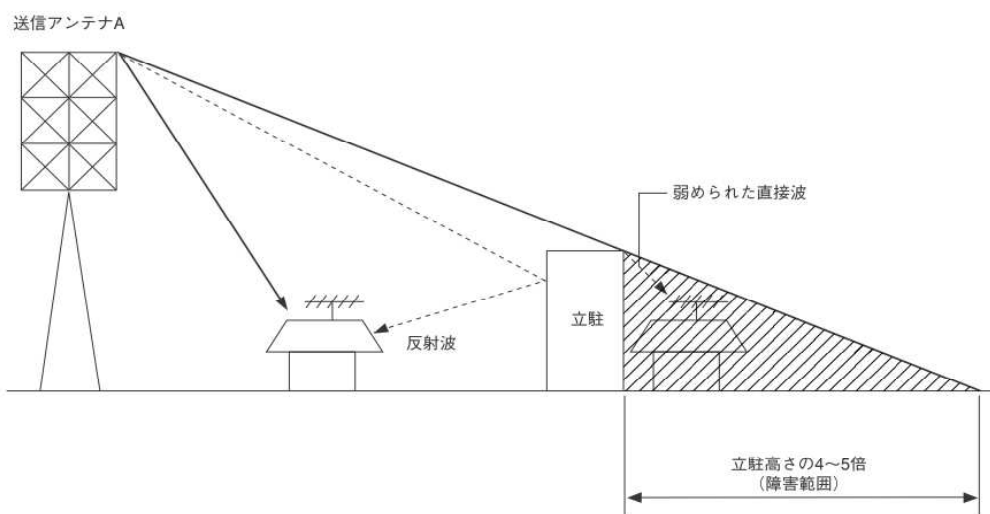 送信アンテナA
弱められた直接波
立駐
反射波
立駐高さの4〜5倍
（障害範囲）